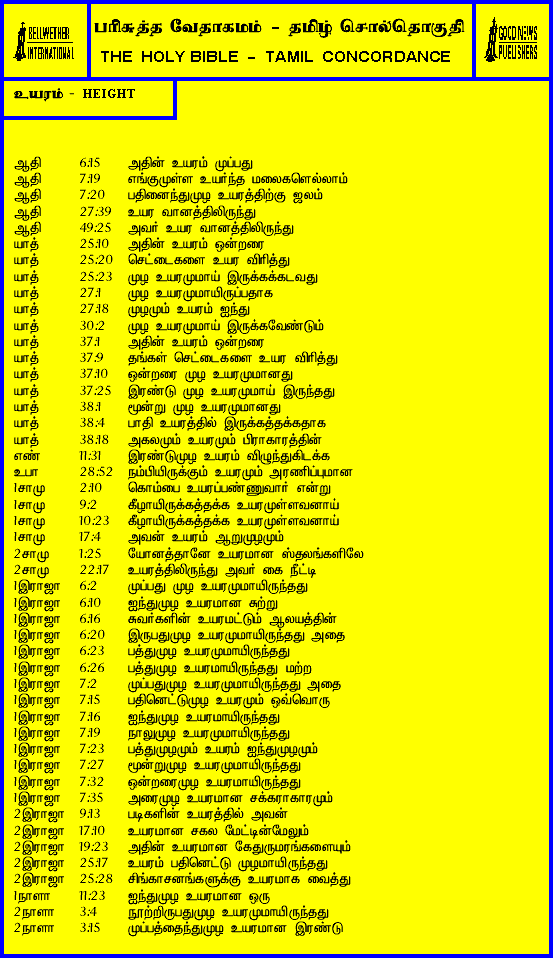 BELLWETHER
INTERNATIONAL
பரிசுத்த வேதாகமம் - தமிழ் சொல்தொகுதி
THE HOLY BIBLE - TAMIL CONCORDANCE
GOOD NEWS
PUBLISHERS
உயரம் - HEIGHT
ஆதி 6:15 அதின் உயரம் முப்பது
ஆதி 7:19 எங்குமுள்ள உயர்ந்த மலைகளெல்லாம்
ஆதி 7:20 பதினைந்துமுழ உயரத்திற்கு ஜலம்
ஆதி 27:39 உயர வானத்திலிருந்து
ஆதி 49:25 அவர் உயர வானத்திலிருந்து
யாத் 25:10 அதின் உயரம் ஒன்றரை
யாத் 25:20 செட்டைகளை உயர விரித்து
யாத் 25:23 முழ உயரமுமாய் இருக்கக்கடவது
யாத் 27:1 முழ உயரமுமாயிருப்பதாக
யாத் 27:18 முழமும் உயரம் ஐந்து
யாத் 30:2 முழ உயரமுமாய் இருக்கவேண்டும்
யாத் 37:1 அதின் உயரம் ஒன்றரை
யாத் 37:9 தங்கள் செட்டைகளை உயர விரித்து
யாத் 37:10 ஒன்றரை முழ உயரமுமானது
யாத் 37:25 இரண்டு முழ உயரமுமாய் இருந்தது
யாத் 38:1 மூன்று முழ உயரமுமானது
யாத் 38:4 பாதி உயரத்தில் இருக்கத்தக்கதாக
யாத் 38:18 அகலமும் உயரமும் பிராகாரத்தின்
எண் 11:31 இரண்டுமுழ உயரம் விழுந்துகிடக்க
உபா 28:52 நம்பியிருக்கும் உயரமும் அரணிப்புமான
1சாமு 2:10 கொம்பை உயரப்பண்ணுவார் என்று
1சாமு 9:2 கீழாயிருக்கத்தக்க உயரமுள்ளவனாய்
1சாமு 10:23 கீழாயிருக்கத்தக்க உயரமுள்ளவனாய்
1சாமு 17:4 அவன் உயரம் ஆறுமுழமும்
2சாமு 1:25 யோனத்தானே உயரமான ஸ்தலங்களிலே
2சாமு 22:17 உயரத்திலிருந்து அவர் கை நீட்டி
1இராஜா 6:2 முப்பது முழ உயரமுமாயிருந்தது
1இராஜா 6:10 ஐந்துமுழ உயரமான சுற்று
1இராஜா 6:16 சுவர்களின் உயரமட்டும் ஆலயத்தின்
1இராஜா 6:20 இருபதுமுழ உயரமுமாயிருந்தது அதை
1இராஜா 6:23 பத்துமுழ உயரமுமாயிருந்தது
1இராஜா 6:26 பத்துமுழ உயரமாயிருந்தது மற்ற
1இராஜா 7:2 முப்பதுமுழ உயரமுமாயிருந்தது அதை
1இராஜா 7:15 பதினெட்டுமுழ உயரமும் ஒவ்வொரு
1இராஜா 7:16 ஐந்துமுழ உயரமாயிருந்தது
1இராஜா 7:19 நாலுமுழ உயரமுமாயிருந்தது
1இராஜா 7:23 பத்துமுழமும் உயரம் ஐந்துமுழமும்
1இராஜா 7:27 மூன்றுமுழ உயரமுமாயிருந்தது
1இராஜா 7:32 ஒன்றரைமுழ உயரமாயிருந்தது
1இராஜா 7:35 அரைமுழ உயரமான சக்கராகாரமும்
2இராஜா 9:13 படிகளின் உயரத்தில் அவன்
2இராஜா 17:10 உயரமான சகல மேட்டின்மேலும்
2இராஜா 19:23 அதின் உயரமான கேதுருமரங்களையும்
2இராஜா 25:17 உயரம் பதினெட்டு முழமாயிருந்தது
2இராஜா 25:28 சிங்காசனங்களுக்கு உயரமாக வைத்து
1நாளா 11:23 ஐந்துமுழ உயரமான ஒரு
2நாளா 3:4 நூற்றிருபதுமுழ உயரமுமாயிருந்தது
2நாளா 3:15 முப்பத்தைந்துமுழ உயரமான இரண்டு